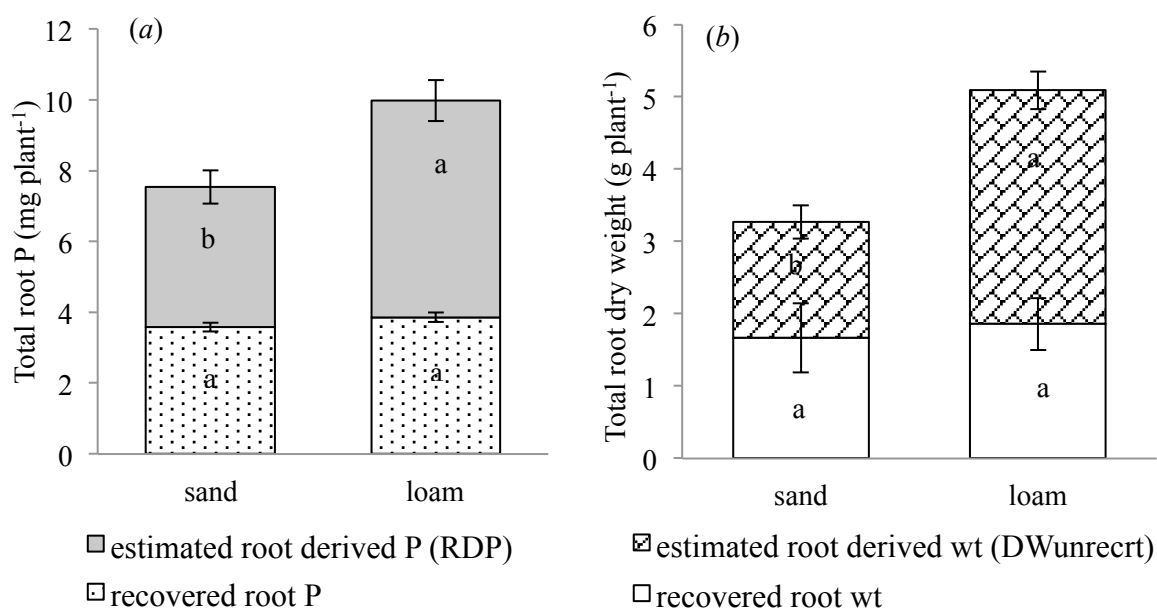 (a)
Total root P (mg plant-1)
12
10
8
6
4
2
0
b
a
a
a
sand
loam
estimated root derived P (RDP)
recovered root P
(b)
Total root dry weight (g plant-1)
6
5
4
3
2
1
0
b
a
a
a
sand
loam
estimated root derived wt (DWunrecrt)
recovered root wt